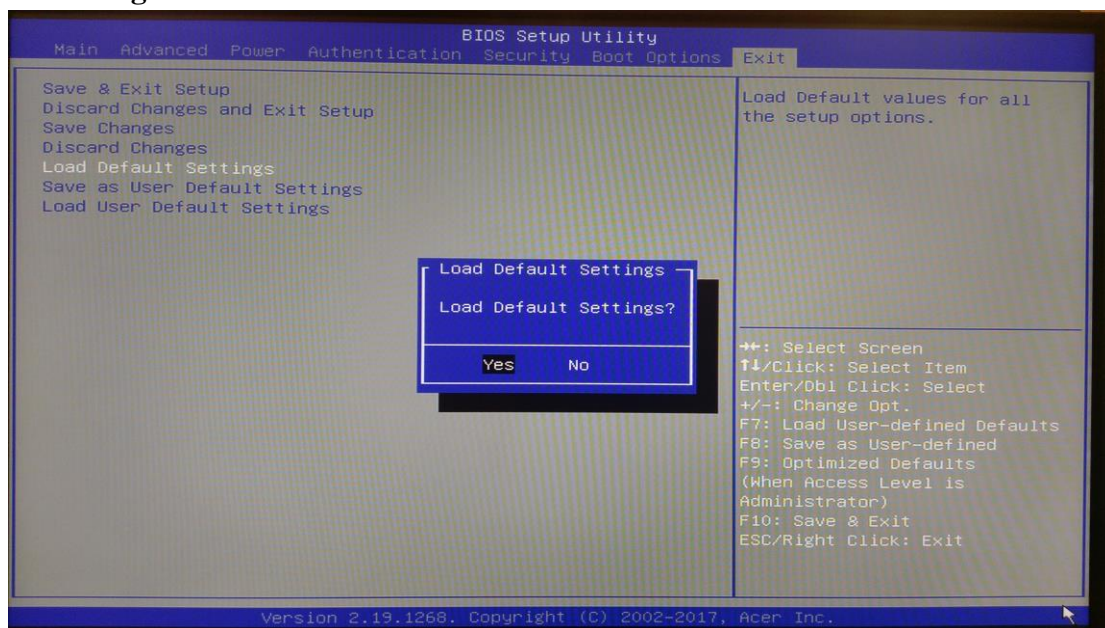 BIOS Setup Utility
Main Advanced Power Authentication Security Boot Options Exit
Save & Exit Setup
Discard Changes and Exit Setup
Save Changes
Discard Changes
Load Default Settings
Save as User Default Settings
Load User Default Settings
Load Default values for all
the setup options.
Load Default Settings
Load Default Settings?
Yes No
→←: Select Screen
↑↓/Click: Select Item
Enter/Dbl Click: Select
+/-: Change Opt.
F7: Load User-defined Defaults
F8: Save as User-defined
F9: Optimized Defaults
(When Access Level is
Administrator)
F10: Save & Exit
ESC/Right Click: Exit
Version 2.19.1268. Copyright (C) 2002-2017, Acer Inc.